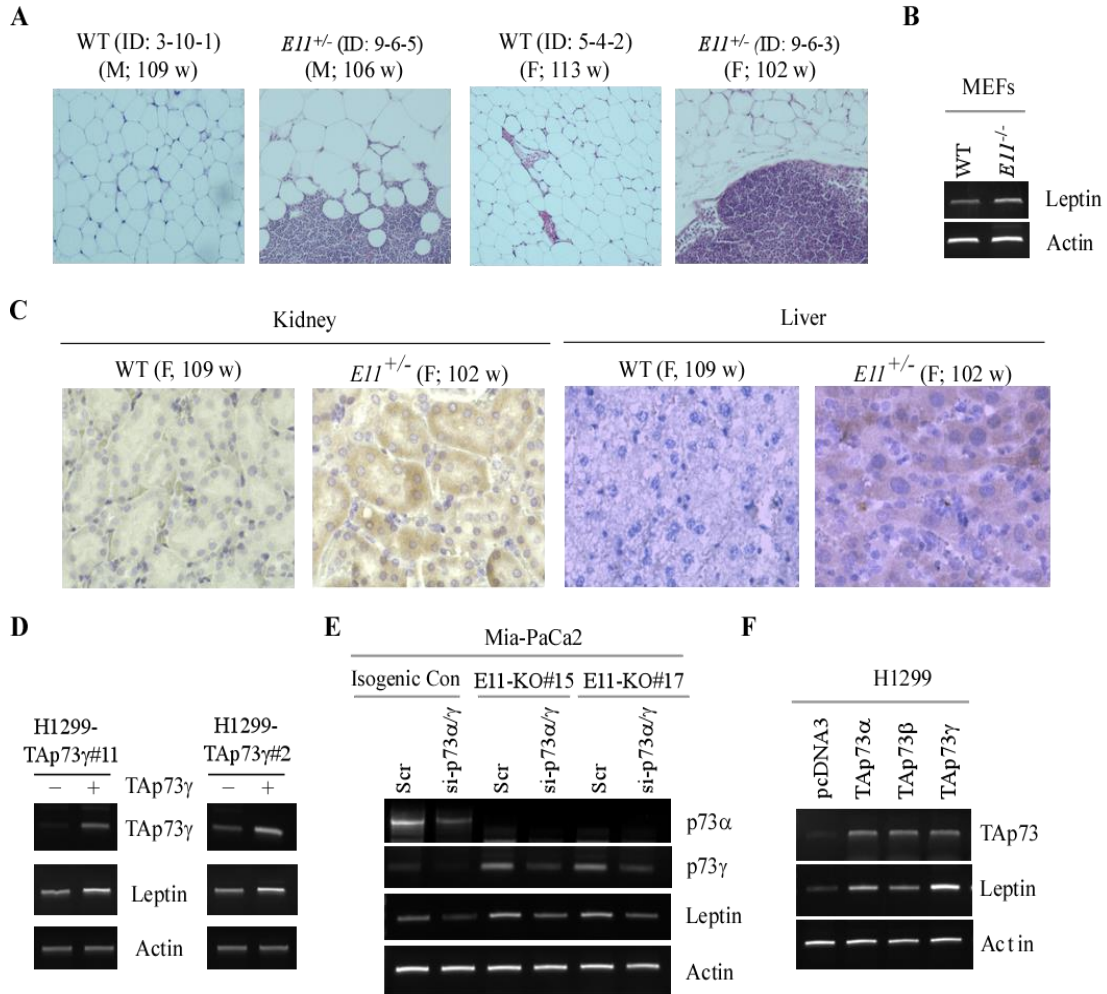 A
WT (ID: 3-10-1)
(M; 109 w)
E11+/- (ID: 9-6-5)
(M; 106 w)
WT (ID: 5-4-2)
(F; 113 w)
E11+/- (ID: 9-6-3)
(F; 102 w)
B
MEFs
WT
E11-/-
Leptin
Actin
C
Kidney
Liver
WT (F, 109 w)
E11+/- (F; 102 w)
WT (F, 109 w)
E11+/- (F; 102 w)
D
H1299-
TAp73γ#11
H1299-
TAp73γ#2
− + TAp73γ − +
TAp73γ
Leptin
Actin
E
Mia-PaCa2
Isogenic Con
E11-KO#15
E11-KO#17
Scr
si-p73α/γ
Scr
si-p73α/γ
Scr
si-p73α/γ
p73α
p73γ
Leptin
Actin
F
H1299
pcDNA3
TAp73α
TAp73β
TAp73γ
TAp73
Leptin
Actin